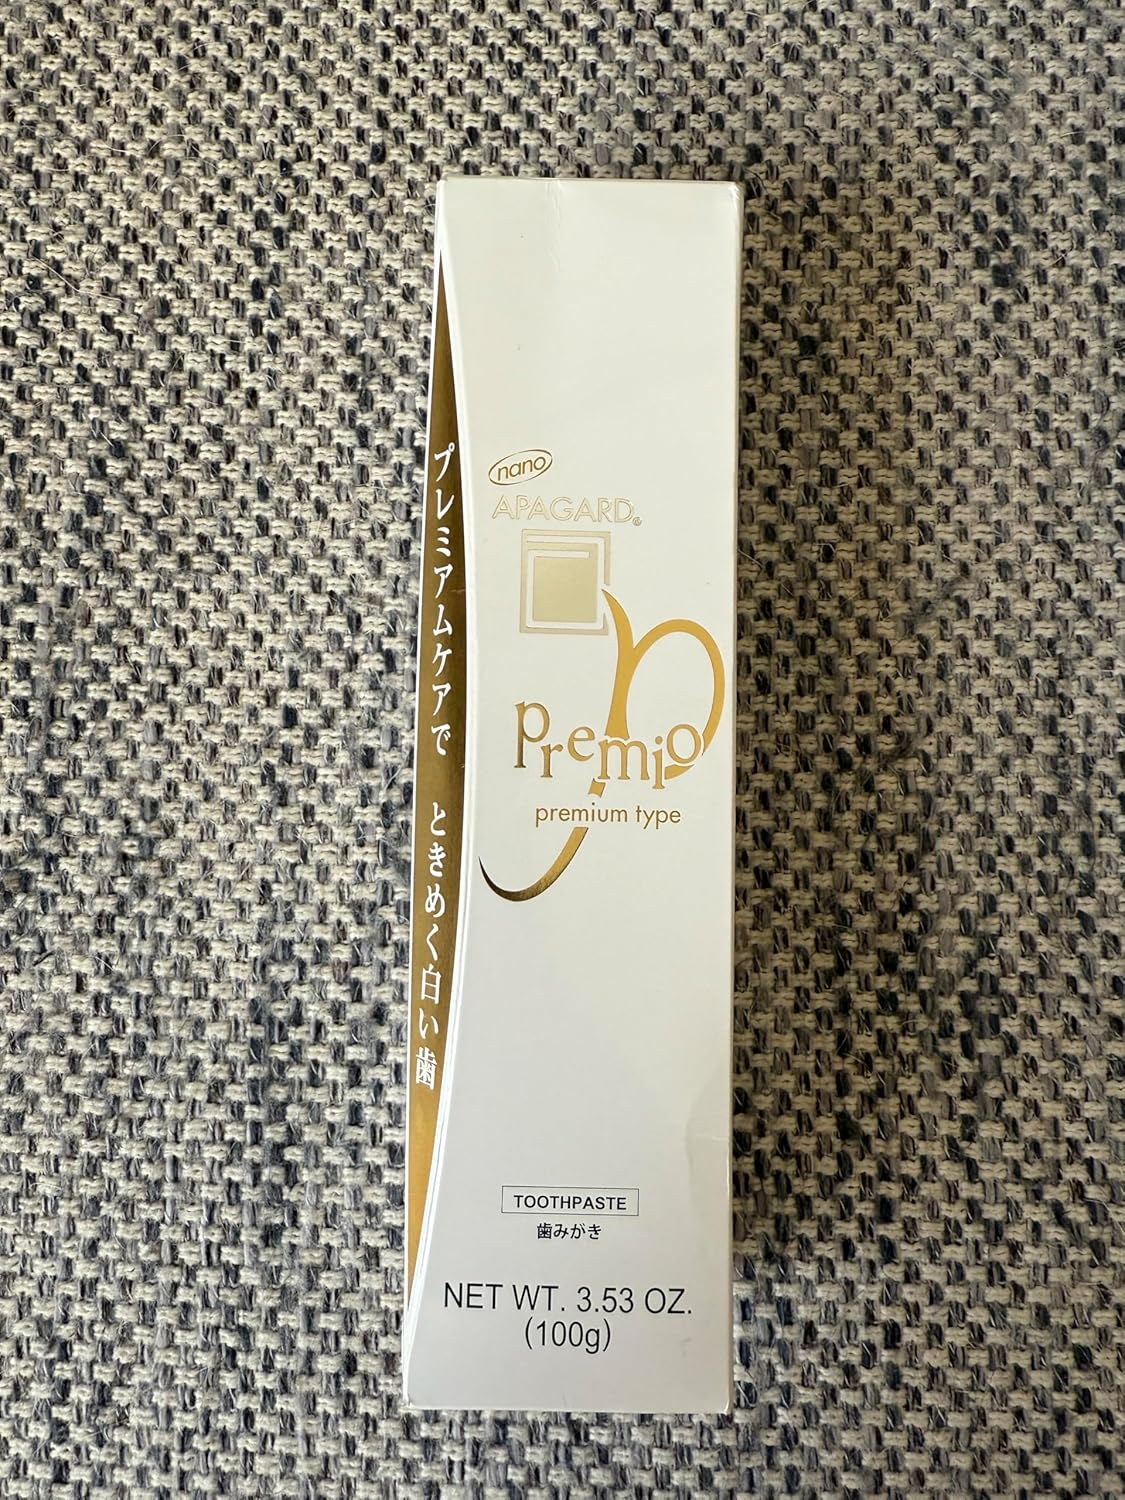 プレミアムケアで ときめく白い歯
nano
APAGARD®
premio
premium type
TOOTHPASTE
歯みがき
NET WT. 3.53 OZ.
(100g)